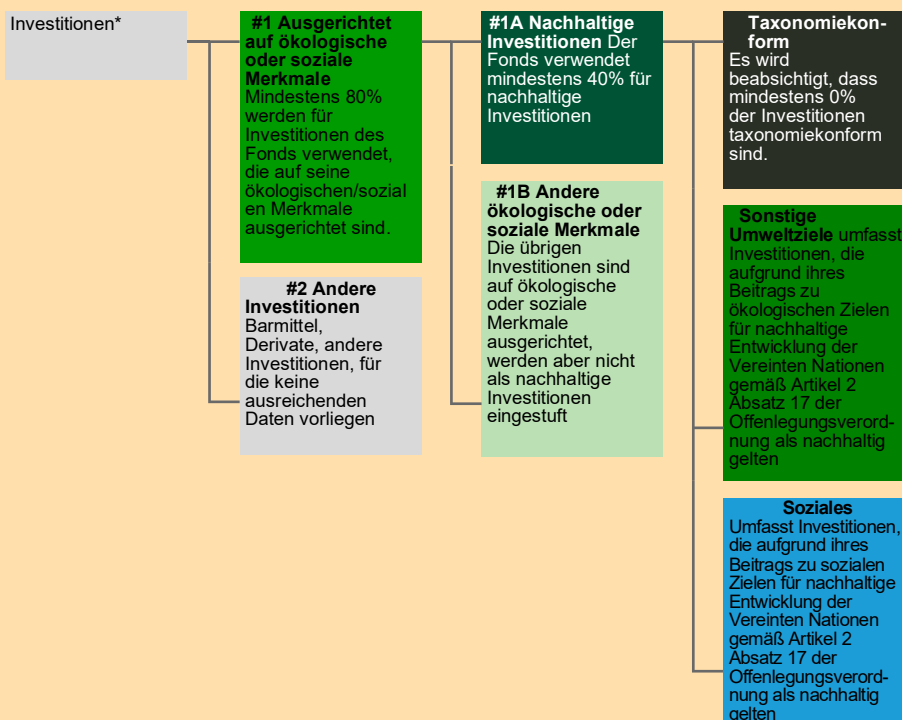 Investitionen*
#1 Ausgerichtet
auf ökologische
oder soziale
Merkmale
Mindestens 80%
werden für
Investitionen des
Fonds verwendet,
die auf seine
ökologischen/sozial
en Merkmale
ausgerichtet sind.
#2 Andere
Investitionen
Barmittel,
Derivate, andere
Investitionen, für
die keine
ausreichenden
Daten vorliegen
#1A Nachhaltige
Investitionen Der
Fonds verwendet
mindestens 40% für
nachhaltige
Investitionen
#1B Andere
ökologische oder
soziale Merkmale
Die übrigen
Investitionen sind
auf ökologische
oder soziale
Merkmale
ausgerichtet,
werden aber nicht
als nachhaltige
Investitionen
eingestuft
Taxonomiekon-
form
Es wird
beabsichtigt, dass
mindestens 0%
der Investitionen
taxonomiekonform
sind.
Sonstige
Umweltziele umfasst
Investitionen, die
aufgrund ihres
Beitrags zu
ökologischen Zielen
für nachhaltige
Entwicklung der
Vereinten Nationen
gemäß Artikel 2
Absatz 17 der
Offenlegungsverord-
nung als nachhaltig
gelten
Soziales
Umfasst Investitionen,
die aufgrund ihres
Beitrags zu sozialen
Zielen für nachhaltige
Entwicklung der
Vereinten Nationen
gemäß Artikel 2
Absatz 17 der
Offenlegungsverord-
nung als nachhaltig
gelten